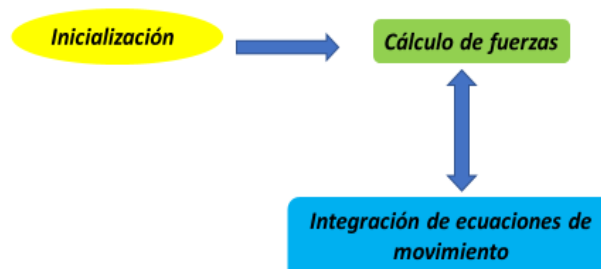 Inicialización
Cálculo de fuerzas
Integración de ecuaciones de
movimiento